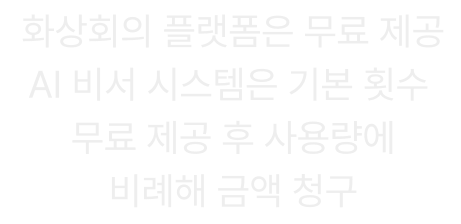 화상회의 플랫폼은 무료 제공
AI 비서 시스템은 기본 횟수
무료 제공 후 사용량에
비례해 금액 청구